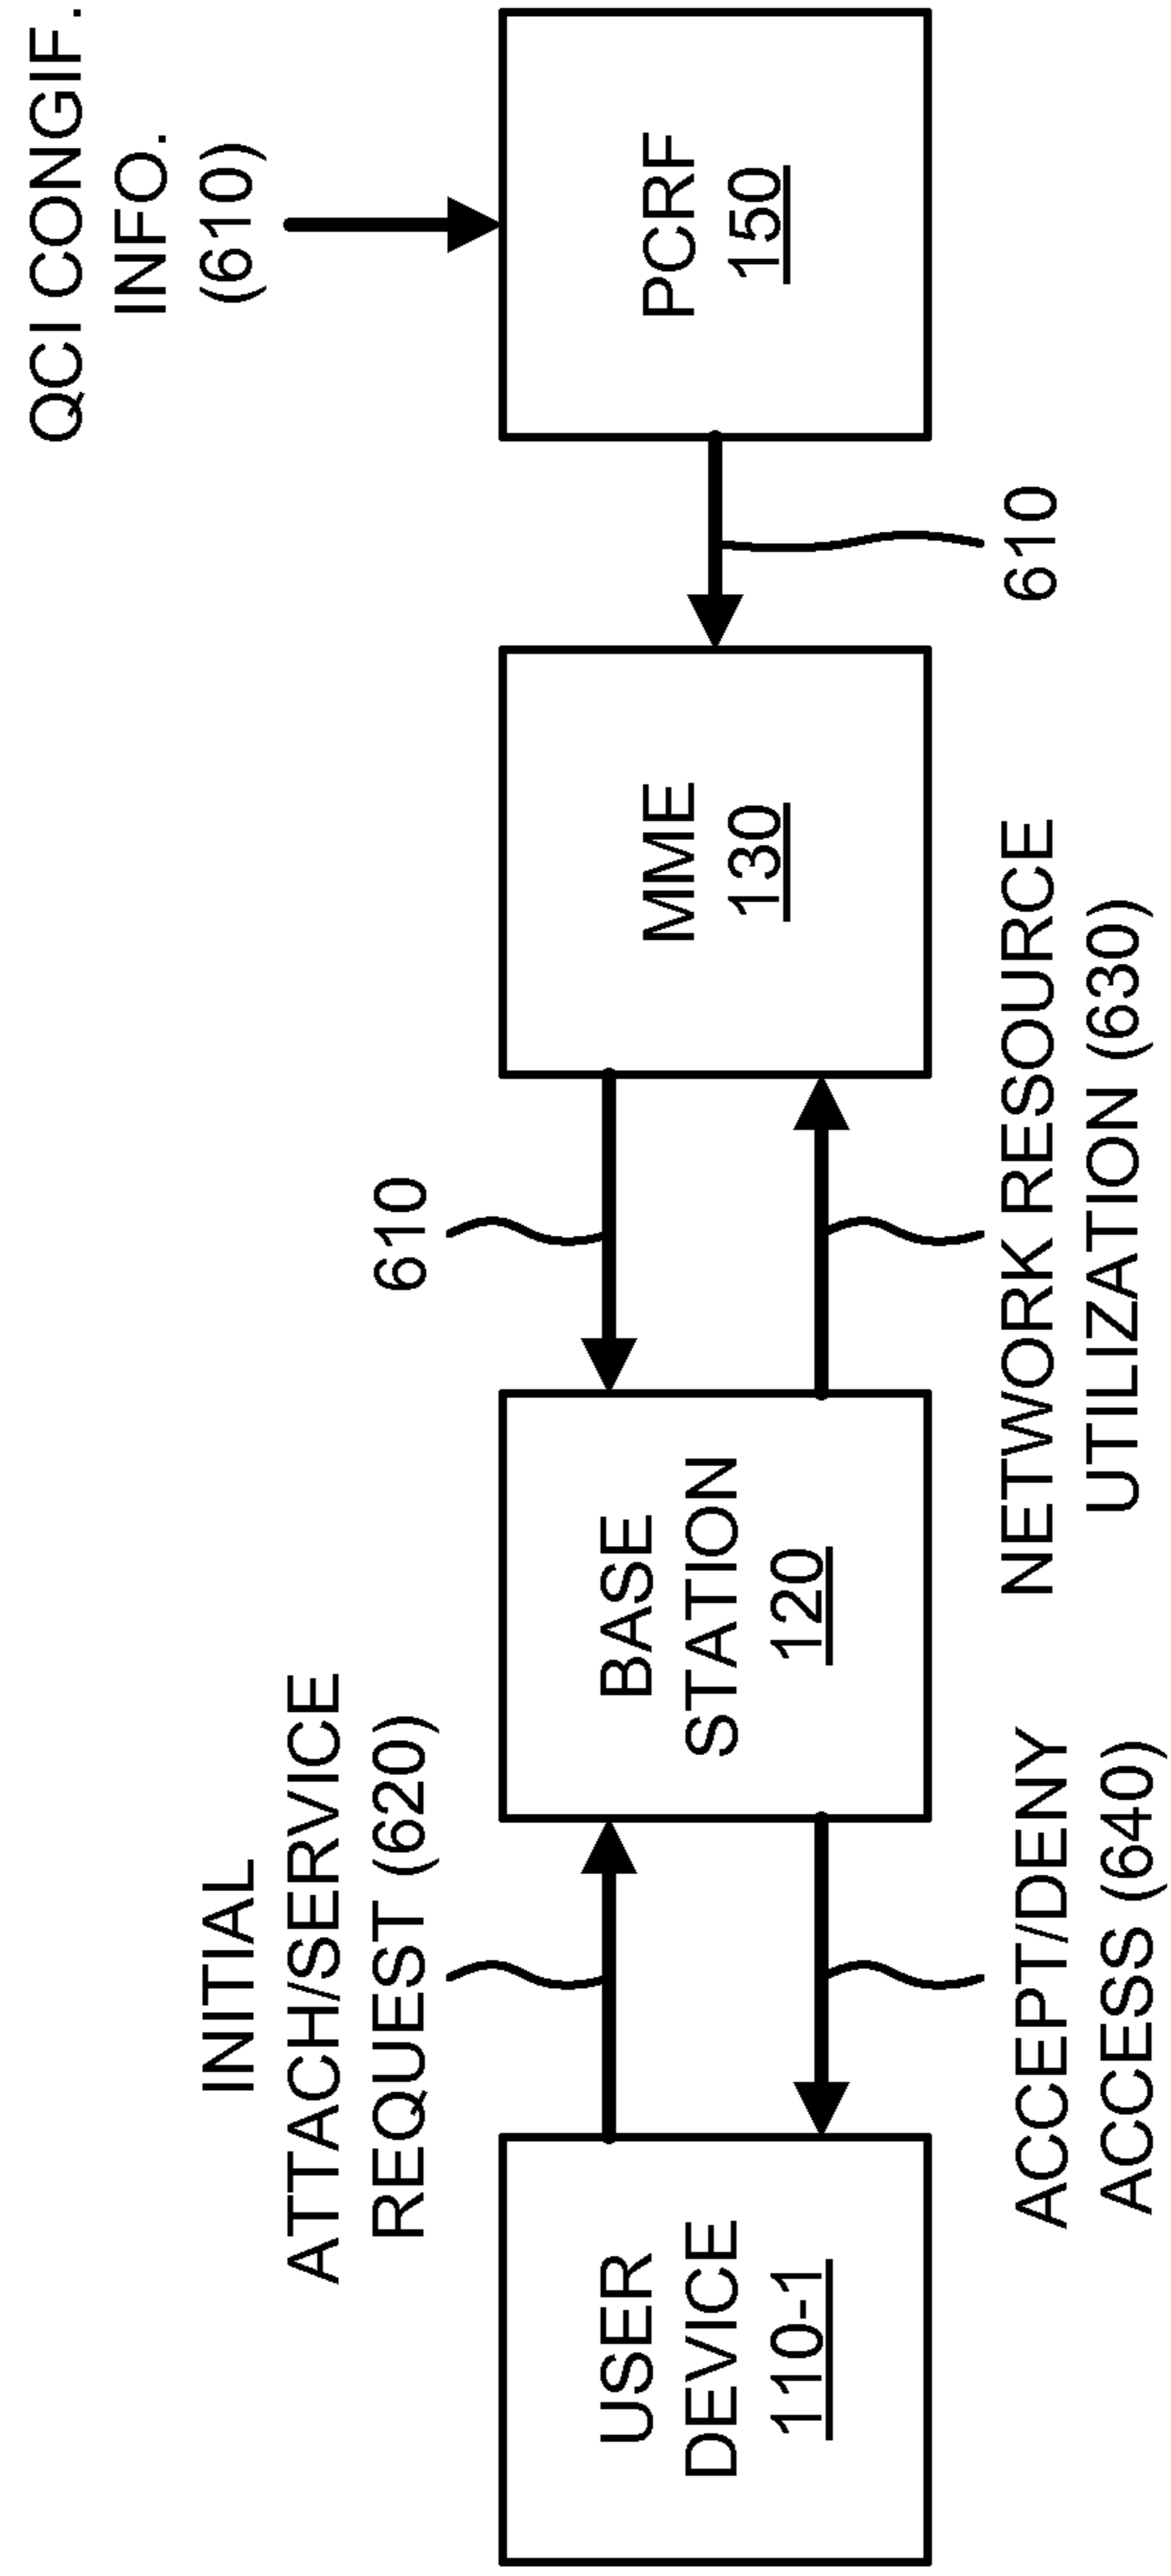 INITIAL
ATTACH/SERVICE
REQUEST (620)
610
QCI CONGIF.
INFO.
(610)
USER
DEVICE
110-1
BASE
STATION
120
MME
130
PCRF
150
ACCEPT/DENY
ACCESS (640)
NETWORK RESOURCE
UTILIZATION (630)
610